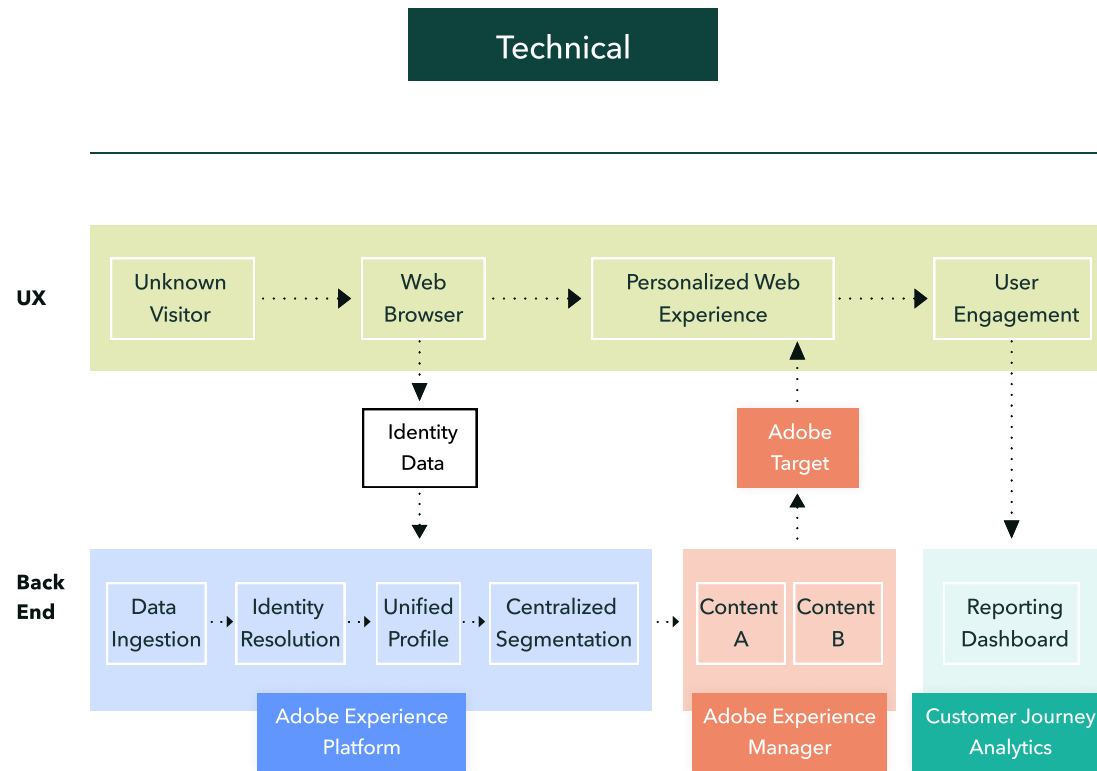 Technical
UX
Unknown
Visitor
Web
Browser
Personalized Web
Experience
User
Engagement
Identity
Data
Adobe
Target
Back
End
Data
Ingestion
Identity
Resolution
Unified
Profile
Centralized
Segmentation
Content
A
Content
B
Reporting
Dashboard
Adobe Experience
Platform
Adobe Experience
Manager
Customer Journey
Analytics